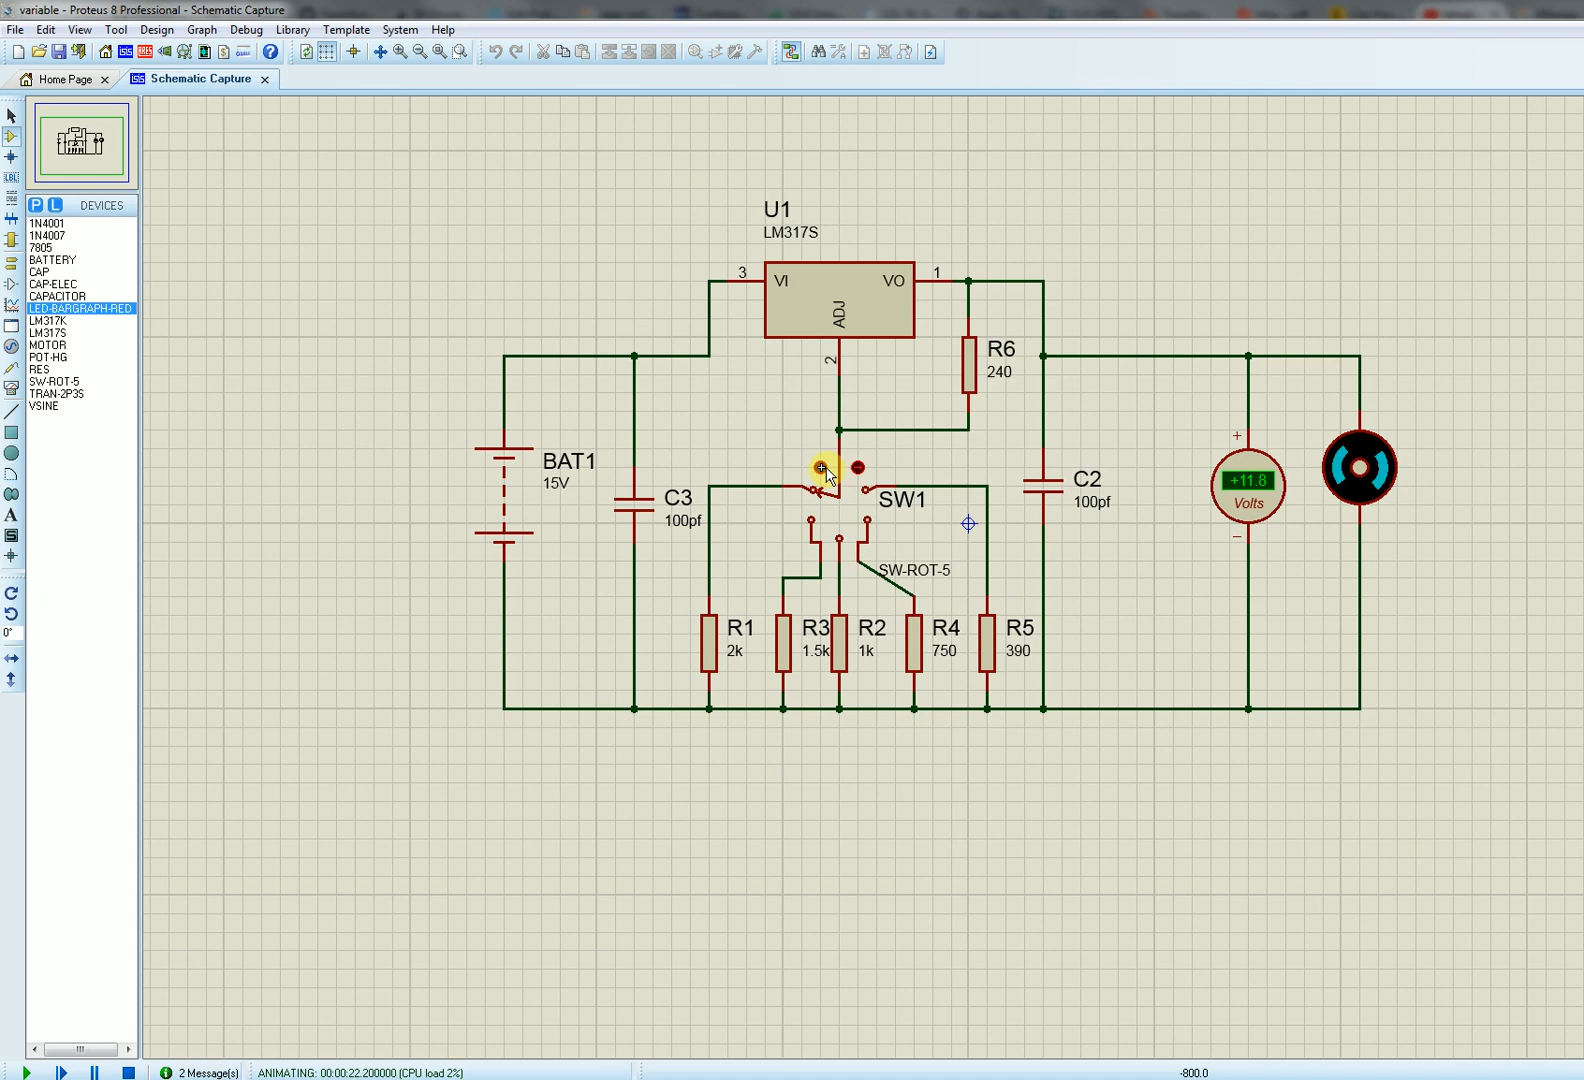 variable - Proteus 8 Professional - Schematic Capture
File Edit View Tool Design Graph Debug Library Template System Help
Home Page Schematic Capture
P L DEVICES
1N4001
1N4007
7805
BATTERY
CAP
CAP-ELEC
CAPACITOR
LED-BARGRAPH-RED
LM317K
LM317S
MOTOR
POT-HG
RES
SW-ROT-5
TRAN-2P3S
VSINE
LBL
A
S
0°
U1
LM317S
3 VI VO 1
ADJ
2
R6
240
BAT1
15V
C3
100pf
SW1
SW-ROT-5
C2
100pf
+11.8
Volts
R1
2k
R3
1.5k
R2
1k
R4
750
R5
390
2 Message(s) ANIMATING: 00:00:22.200000 (CPU load 2%) -800.0